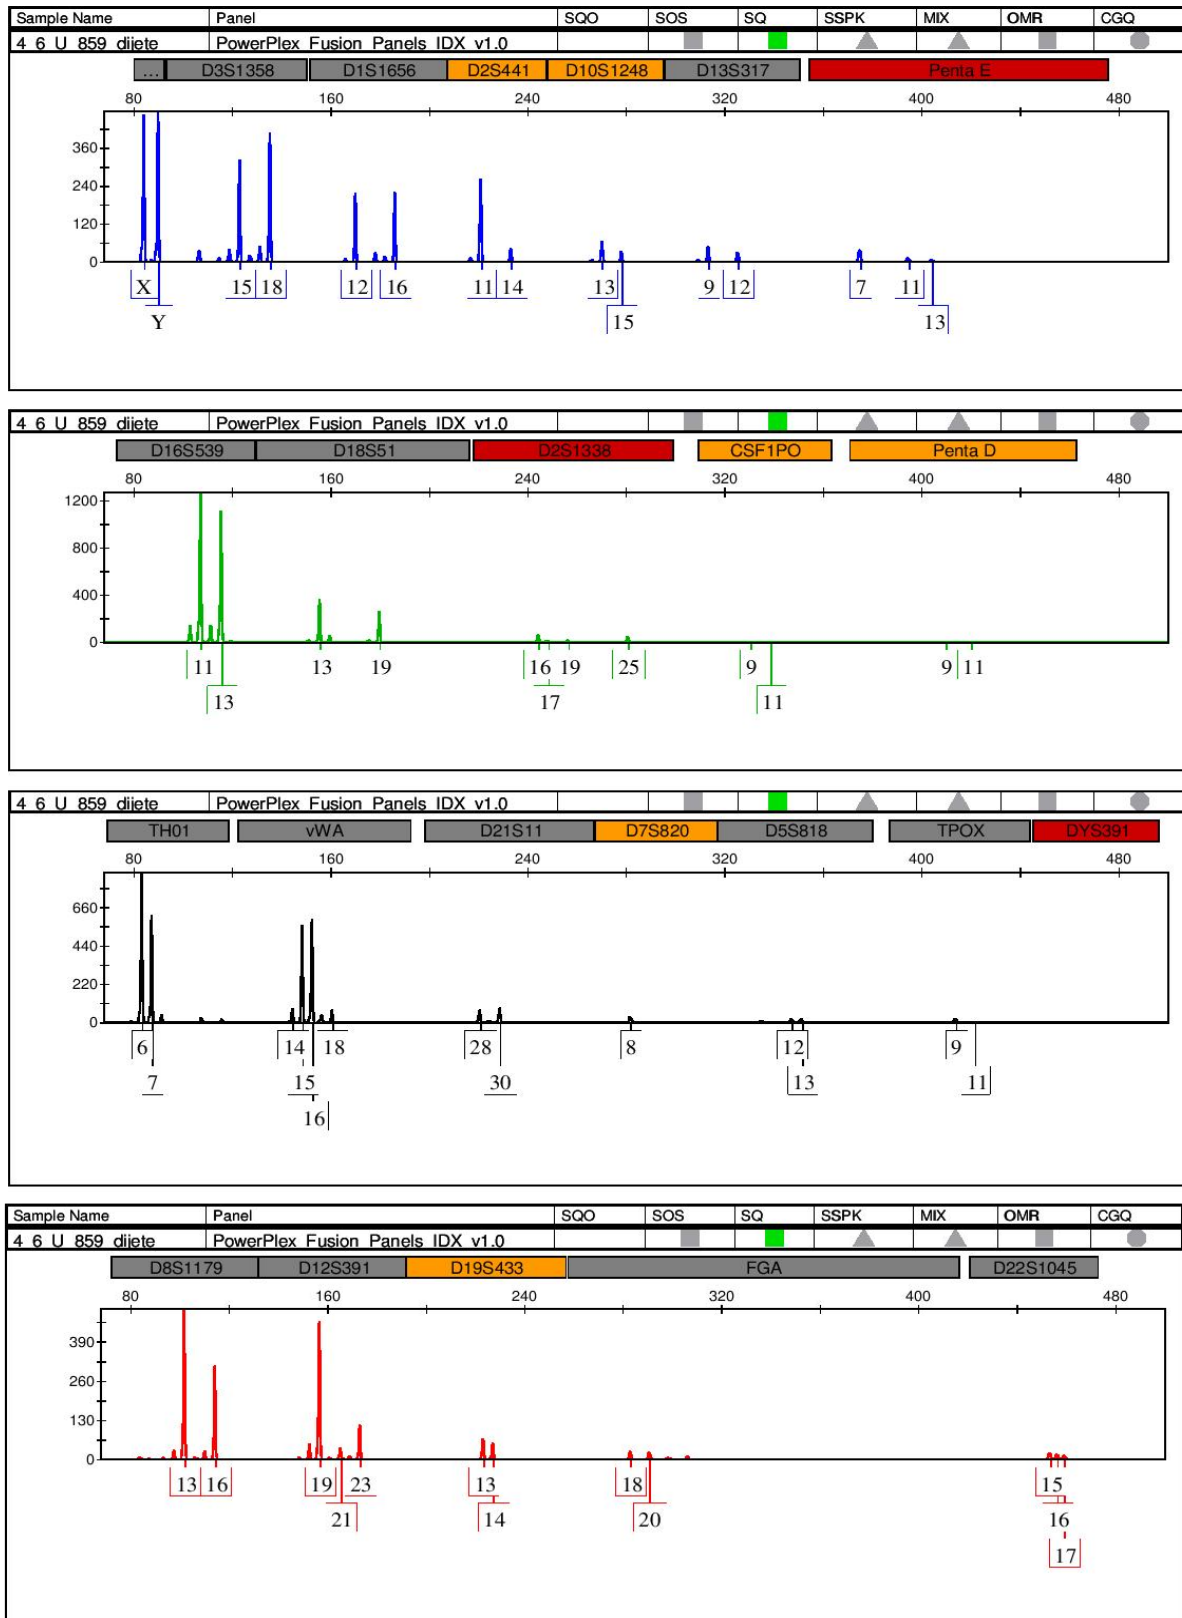 Sample Name Panel SQO SOS SQ SSPK MIX OMR CGQ
4_6_U_859_dijete PowerPlex_Fusion_Panels_IDX_v1.0
... D3S1358 D1S1656 D2S441 D10S1248 D13S317 Penta E
80 160 240 320 400 480
360
240
120
0
X 15 18 12 16 11 14 13 9 12 7 11
Y 15 13
4_6_U_859_dijete PowerPlex_Fusion_Panels_IDX_v1.0
D16S539 D18S51 D2S1338 CSF1PO Penta D
80 160 240 320 400 480
1200
800
400
0
11 13 19 16 19 25 9 9 11
13 17 11
4_6_U_859_dijete PowerPlex_Fusion_Panels_IDX_v1.0
TH01 vWA D21S11 D7S820 D5S818 TPOX DYS391
80 160 240 320 400 480
660
440
220
0
6 14 18 28 8 12 9
7 15 30 13 11
16
Sample Name Panel SQO SOS SQ SSPK MIX OMR CGQ
4_6_U_859_dijete PowerPlex_Fusion_Panels_IDX_v1.0
D8S1179 D12S391 D19S433 FGA D22S1045
80 160 240 320 400 480
390
260
130
0
13 16 19 23 13 18 15
21 14 20 16
17